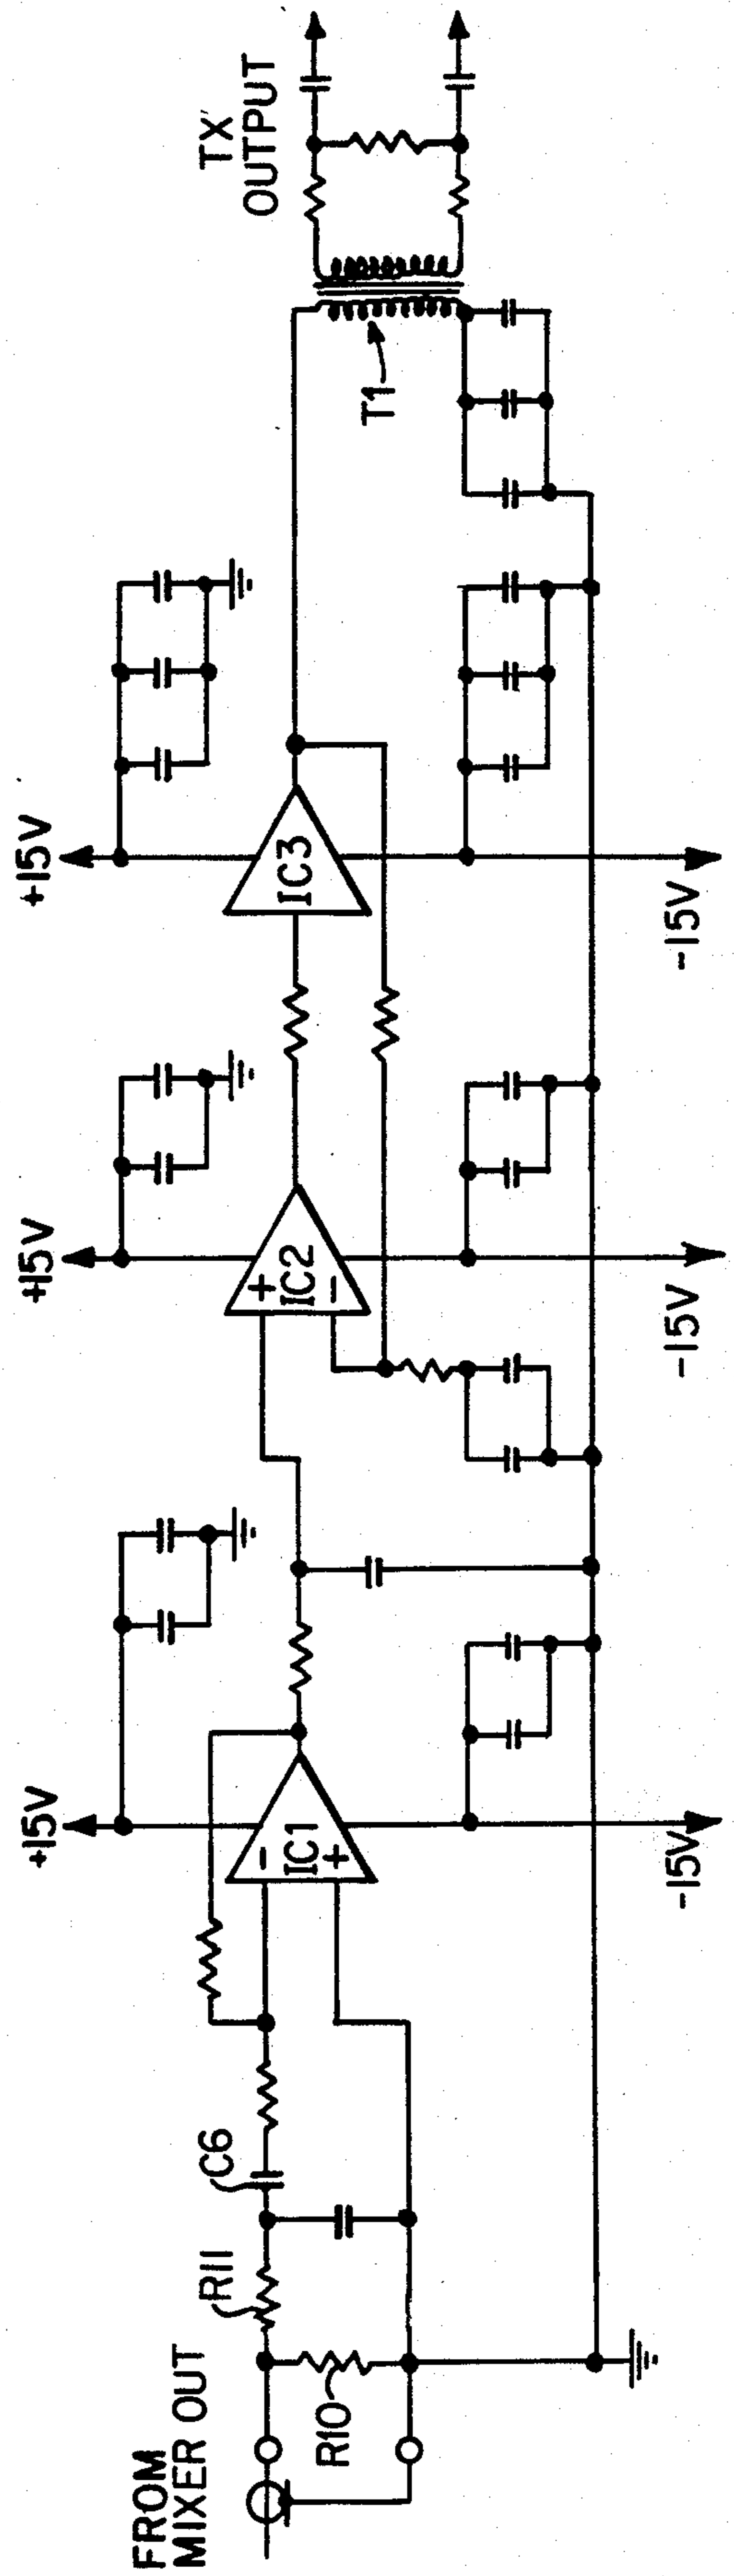 FROM
MIXER OUT
R10
R11
C6
+15V
-
IC1
+
-15V
+15V
+
IC2
-
-15V
+15V
IC3
-15V
T1
TX
OUTPUT